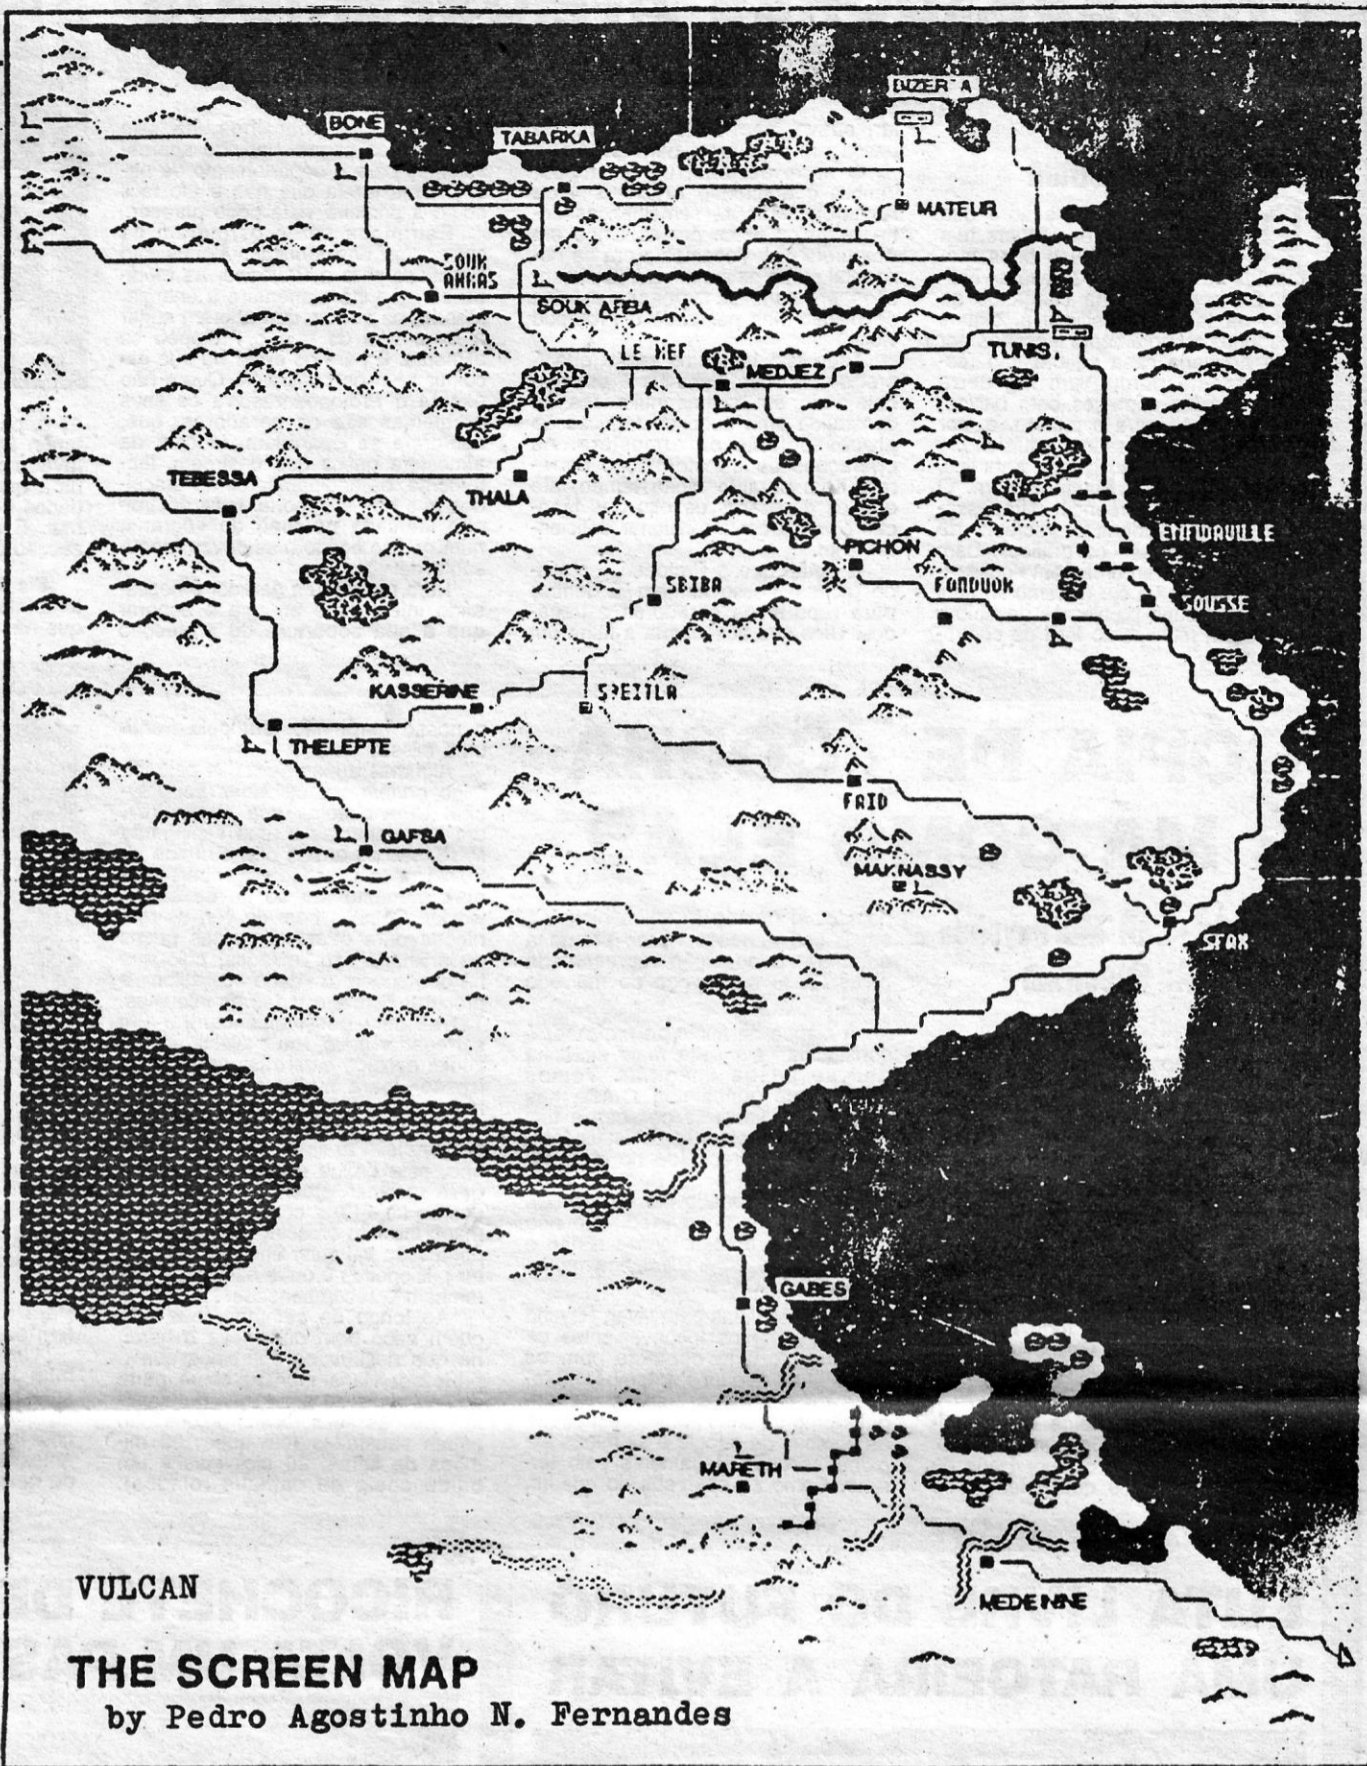 BIZERTA
BONE
TABARKA
MATEUR
SOUK
AHRAS
SOUK ARBA
TUNIS
LE KEF
MEDJEZ
TEBESSA
THALA
ENFIDAVILLE
PICHON
SBIBA
FONDUOK
SOUSSE
KASSERINE
SBEITLA
THELEPTE
FAID
GAFSA
MAKNASSY
SFAX
GABES
MARETH
MEDENINE
VULCAN
THE SCREEN MAP
by Pedro Agostinho N. Fernandes